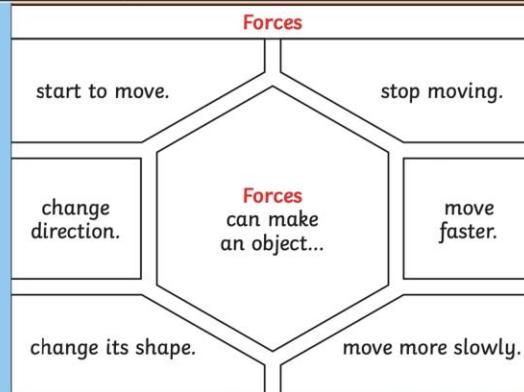 Forces
start to move.
stop moving.
Forces
can make
an object...
change
direction.
move
faster.
change its shape.
move more slowly.